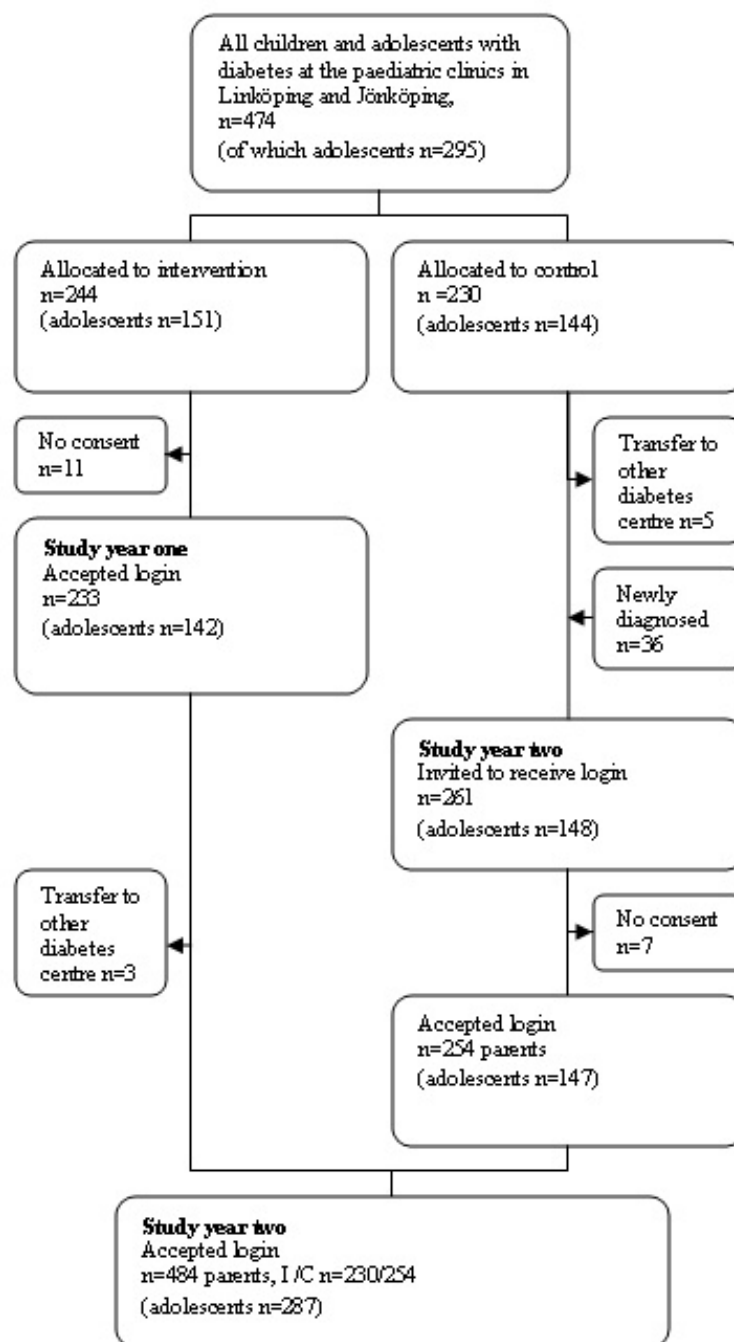 All children and adolescents with
diabetes at the paediatric clinics in
Linköping and Jönköping,
n=474
(of which adolescents n=295)
Allocated to intervention
n=244
(adolescents n=151)
Allocated to control
n =230
(adolescents n=144)
No consent
n=11
Transfer to
other
diabetes
centre n=5
Study year one
Accepted login
n=233
(adolescents n=142)
Newly
diagnosed
n=36
Study year two
Invited to receive login
n=261
(adolescents n=148)
Transfer to
other
diabetes
centre n=3
No consent
n=7
Accepted login
n=254 parents
(adolescents n=147)
Study year two
Accepted login
n=484 parents, I /C n=230/254
(adolescents n=287)